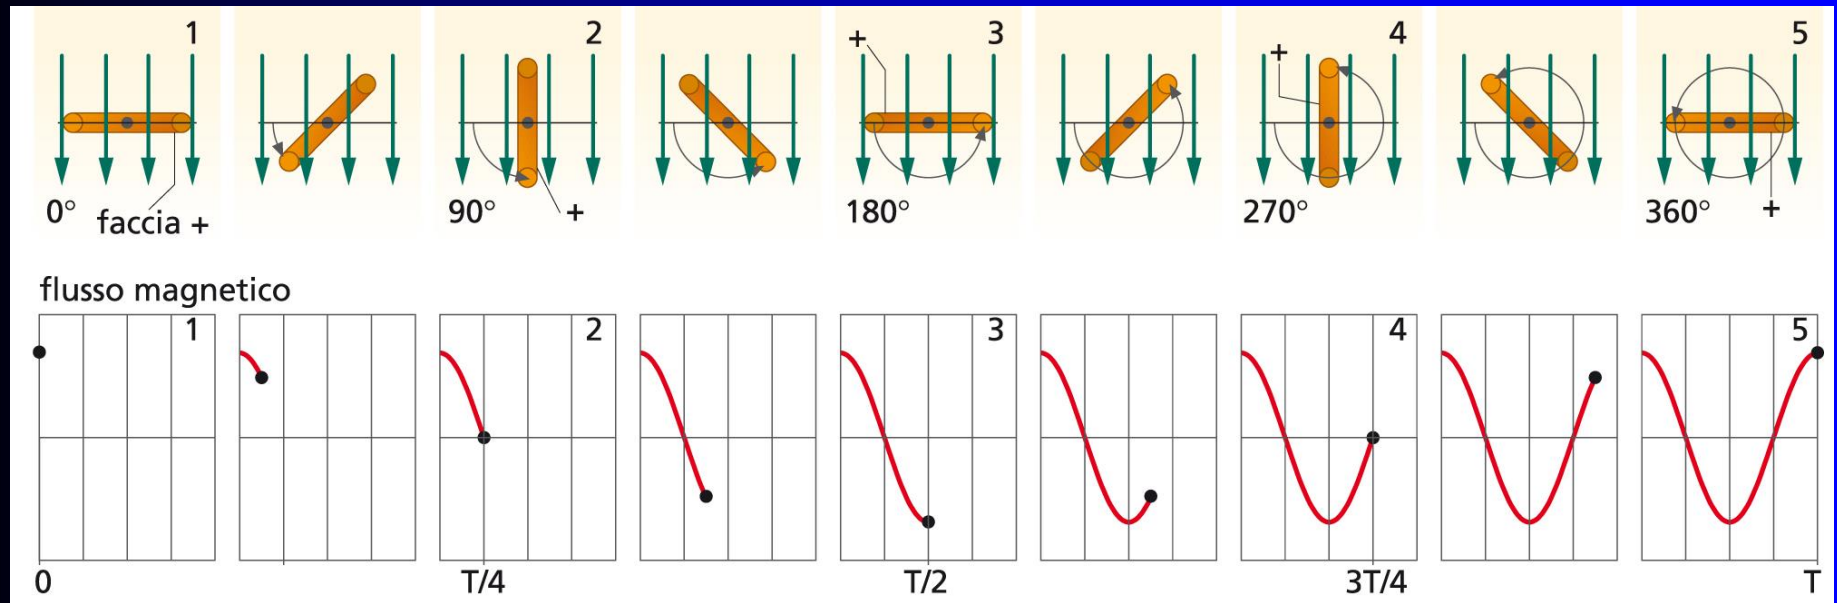 1 2 3 4 5
+ +
0° faccia + 90° + 180° 270° 360° +
flusso magnetico
1 2 3 4 5
0 T/4 T/2 3T/4 T